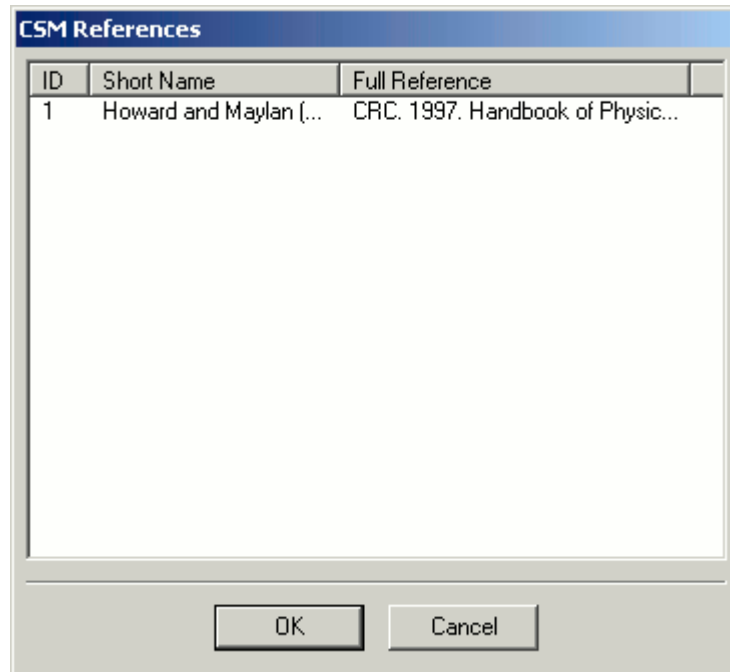 CSM References
ID Short Name Full Reference
1 Howard and Maylan (... CRC. 1997. Handbook of Physic...
OK Cancel